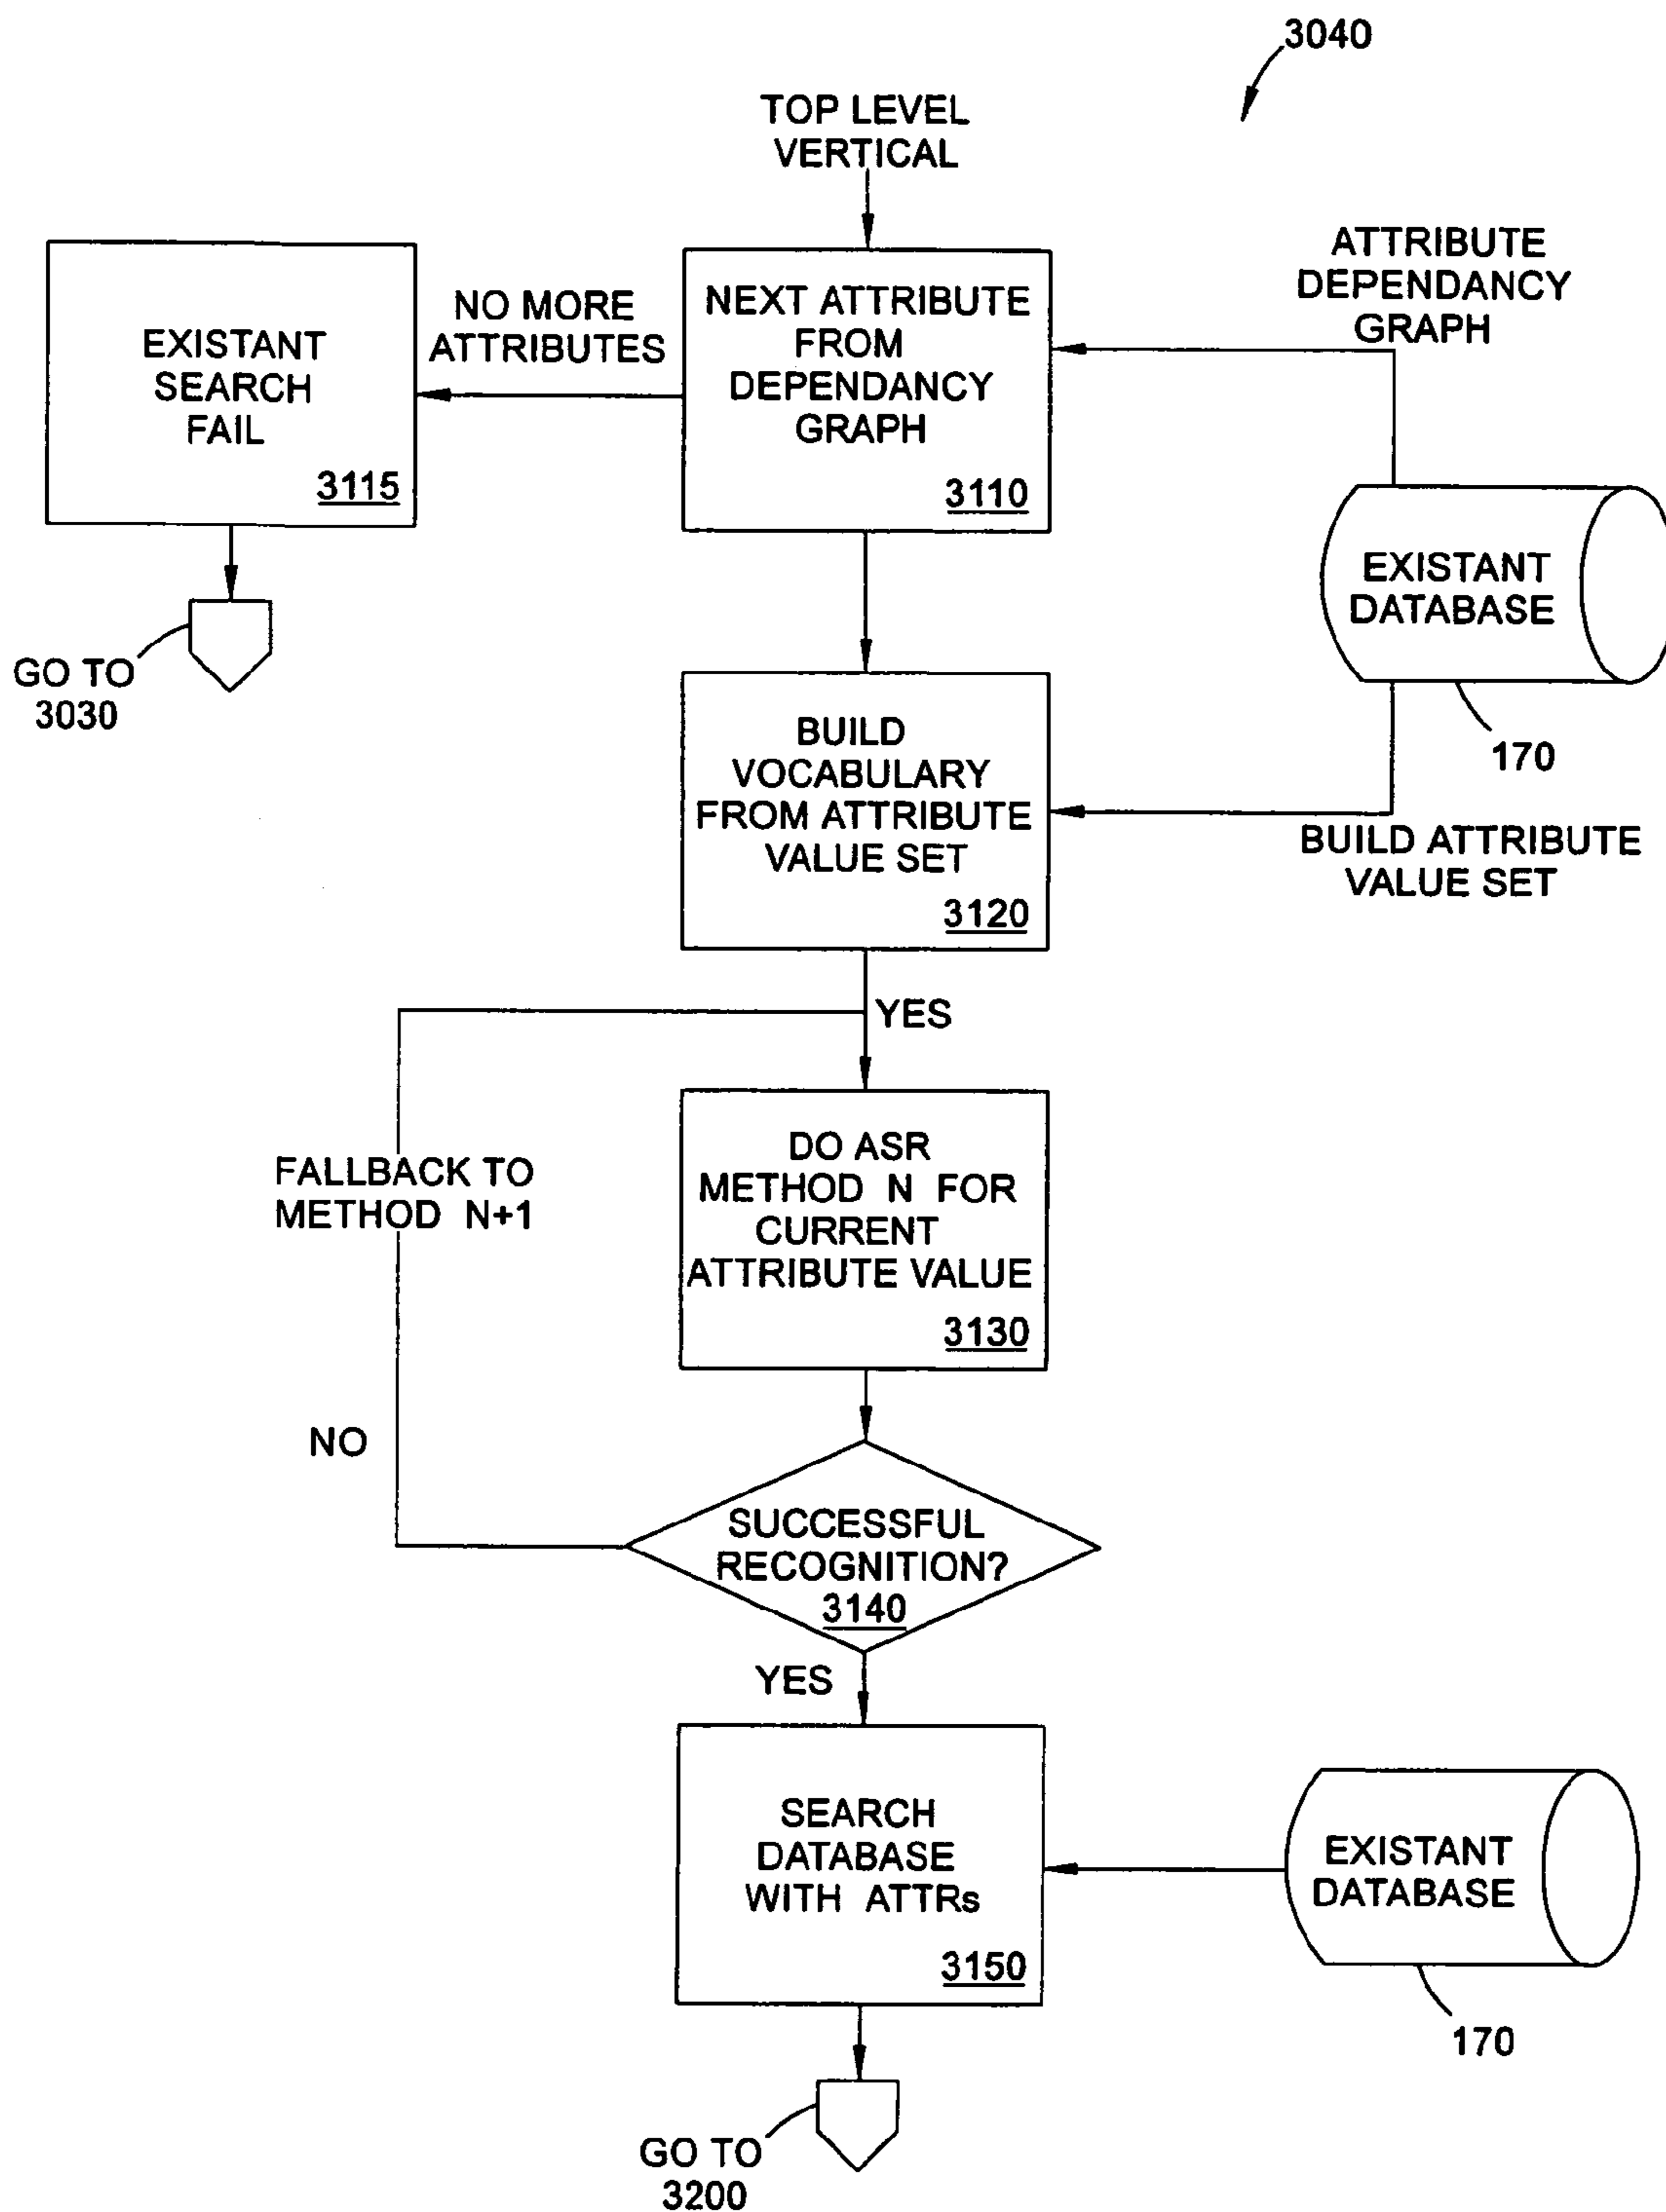 3040
TOP LEVEL
VERTICAL
EXISTANT
SEARCH
FAIL
3115
NO MORE
ATTRIBUTES
NEXT ATTRIBUTE
FROM
DEPENDANCY
GRAPH
3110
ATTRIBUTE
DEPENDANCY
GRAPH
EXISTANT
DATABASE
170
GO TO
3030
BUILD
VOCABULARY
FROM ATTRIBUTE
VALUE SET
3120
BUILD ATTRIBUTE
VALUE SET
YES
FALLBACK TO
METHOD N+1
DO ASR
METHOD N FOR
CURRENT
ATTRIBUTE VALUE
3130
NO
SUCCESSFUL
RECOGNITION?
3140
YES
SEARCH
DATABASE
WITH ATTRs
3150
EXISTANT
DATABASE
170
GO TO
3200